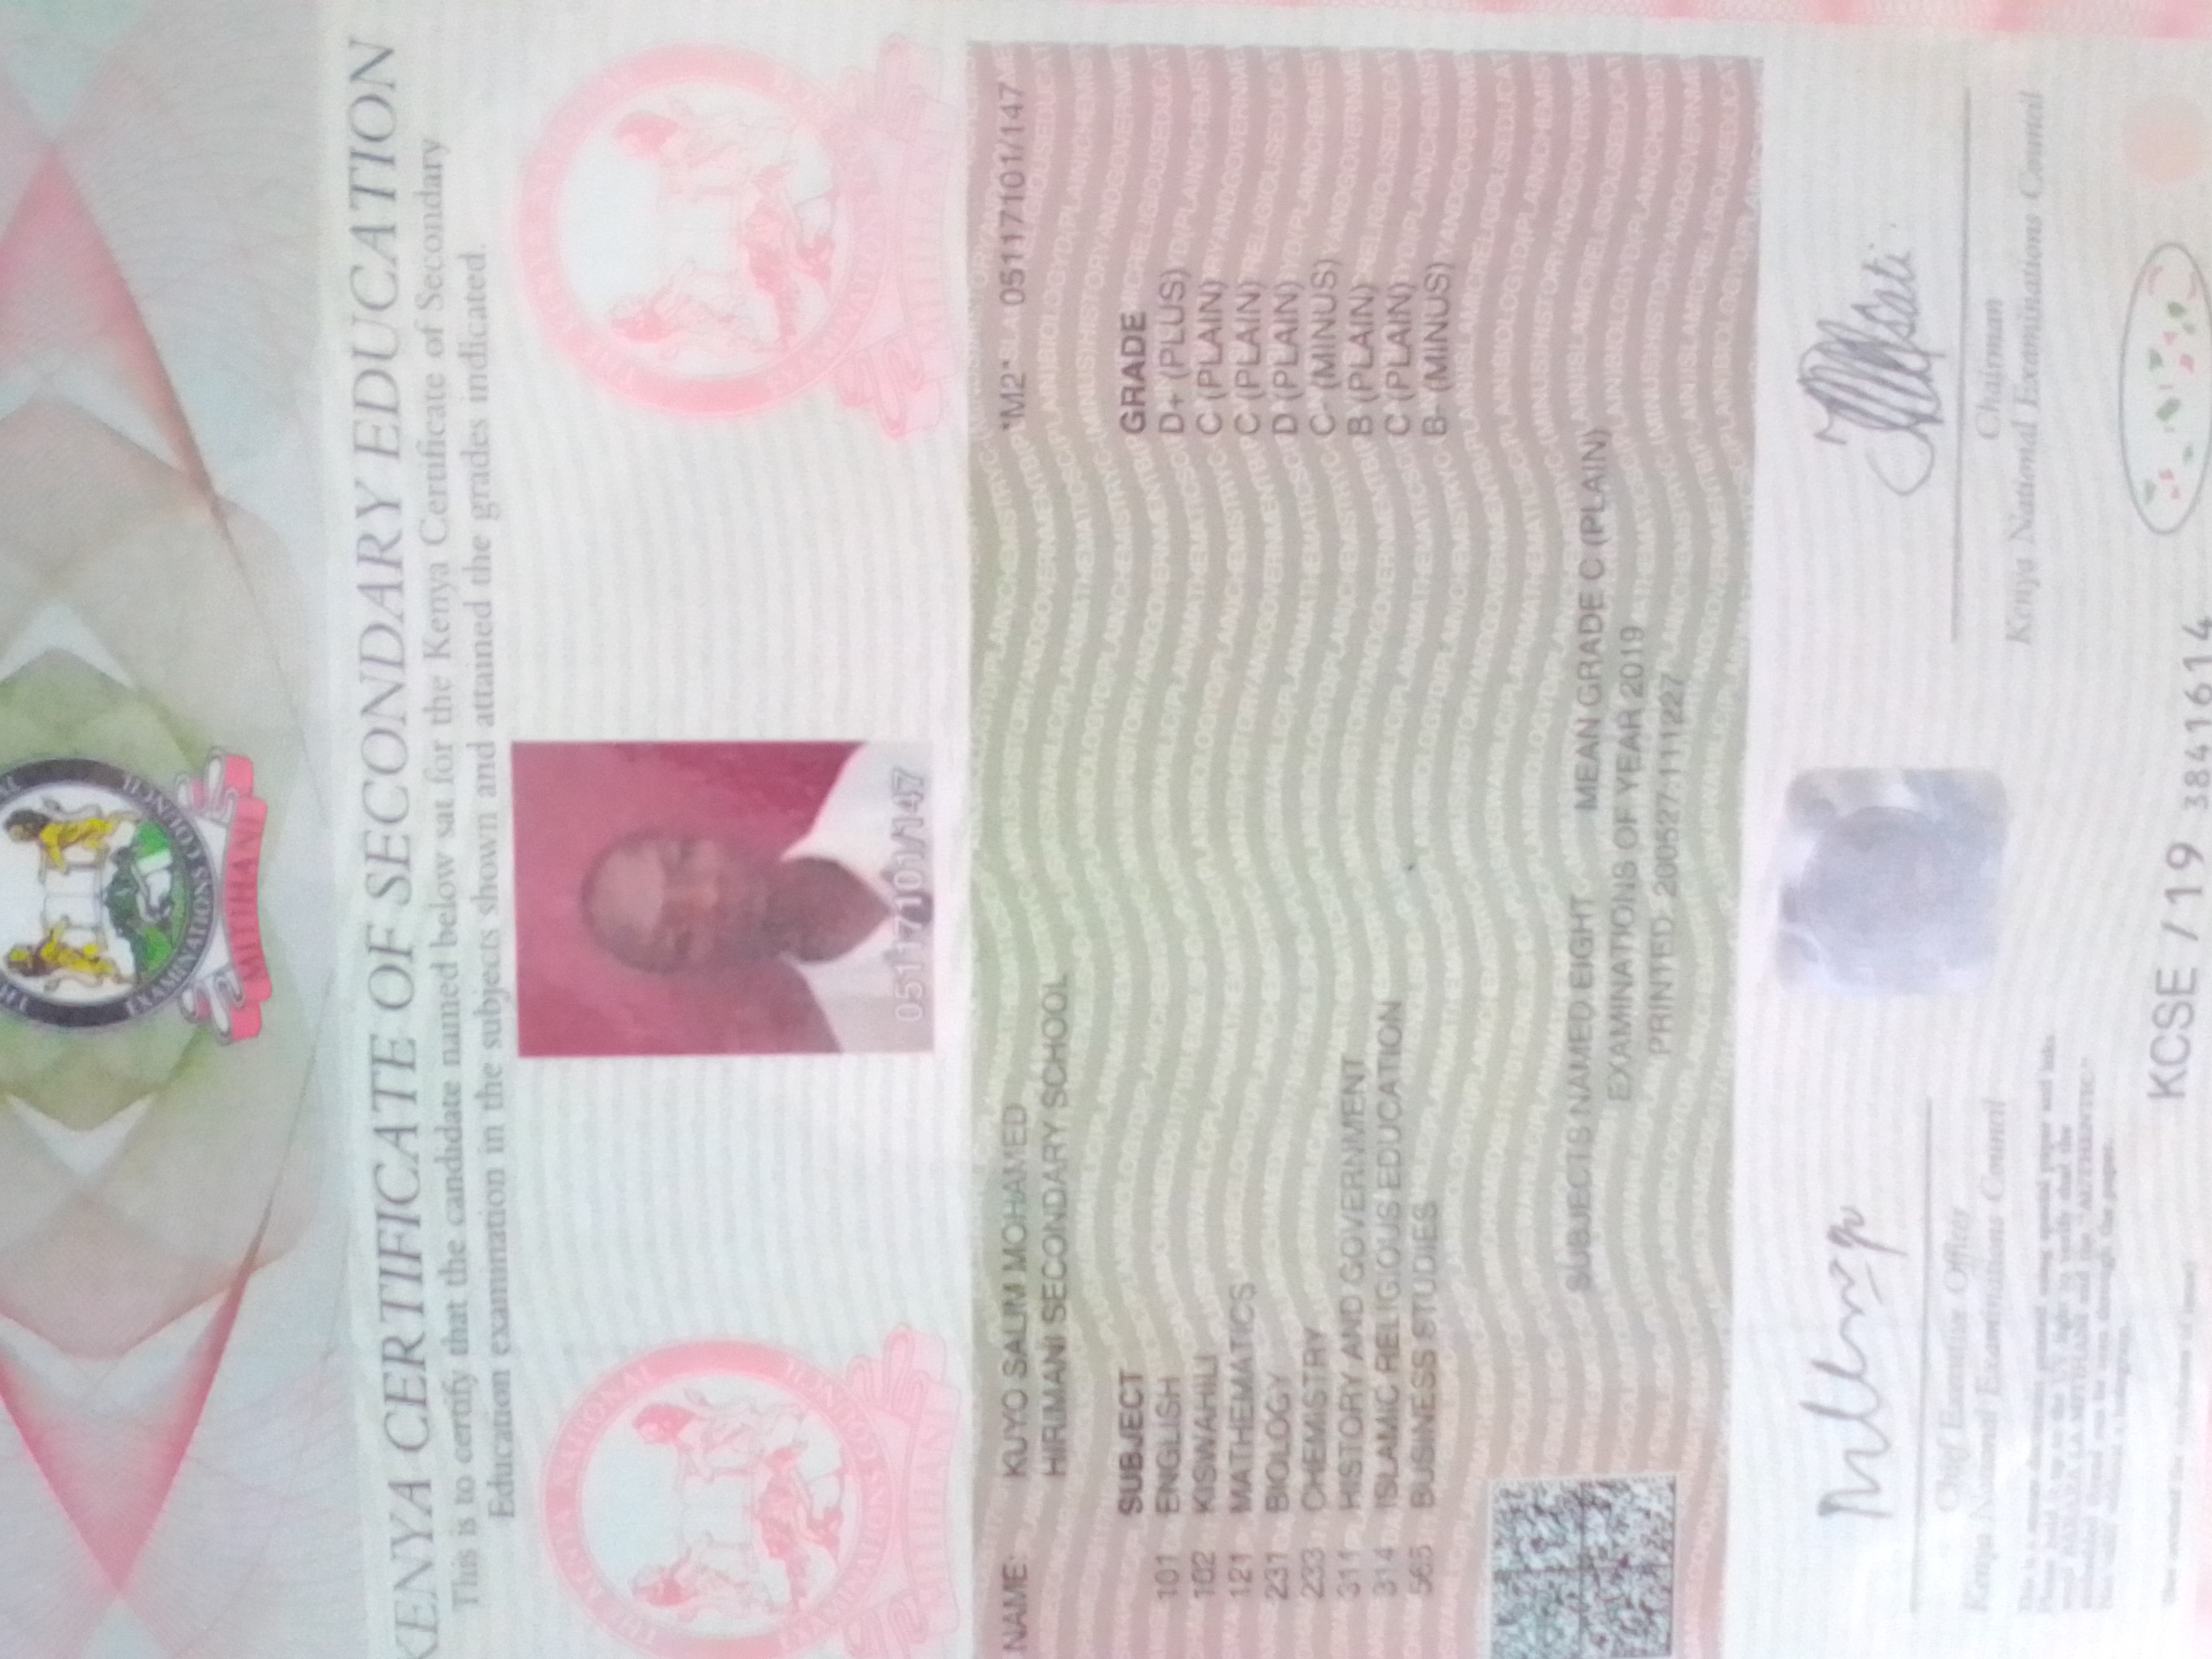 EXAMINATIONS COUNCIL
MITIHANI
KENYA CERTIFICATE OF SECONDARY EDUCATION
This is to certify that the candidate named below sat for the Kenya Certificate of Secondary
Education examination in the subjects shown and attained the grades indicated.
THE KENYA NATIONAL
EXAMINATIONS COUNCIL
MITIHANI
05117101/147
NAME: KUYO SALIM MOHAMED "M2" 05117101/147
HIRIMANI SECONDARY SCHOOL
SUBJECT GRADE
101 ENGLISH D+ (PLUS)
102 KISWAHILI C (PLAIN)
121 MATHEMATICS C (PLAIN)
231 BIOLOGY D (PLAIN)
233 CHEMISTRY C- (MINUS)
311 HISTORY AND GOVERNMENT B (PLAIN)
314 ISLAMIC RELIGIOUS EDUCATION C (PLAIN)
565 BUSINESS STUDIES B- (MINUS)
SUBJECTS NAMED EIGHT MEAN GRADE C (PLAIN)
EXAMINATIONS OF YEAR 2019
PRINTED: 200527:111227
Chief Executive Officer
Kenya National Examinations Council
Chairman
Kenya National Examinations Council
KCSE /19 3841614